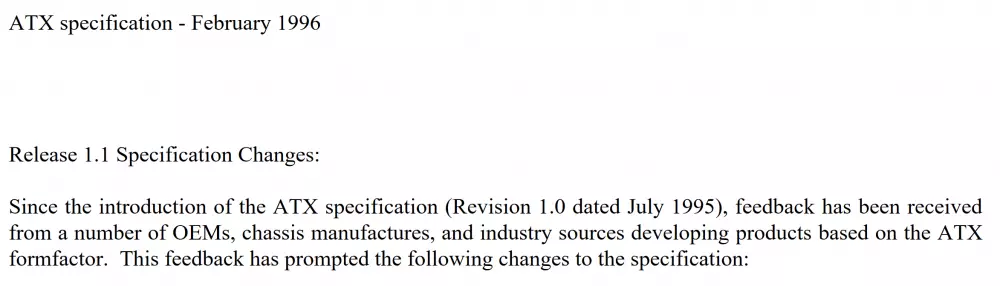 ATX specification - February 1996
Release 1.1 Specification Changes:
Since the introduction of the ATX specification (Revision 1.0 dated July 1995), feedback has been received
from a number of OEMs, chassis manufactures, and industry sources developing products based on the ATX
formfactor.  This feedback has prompted the following changes to the specification: